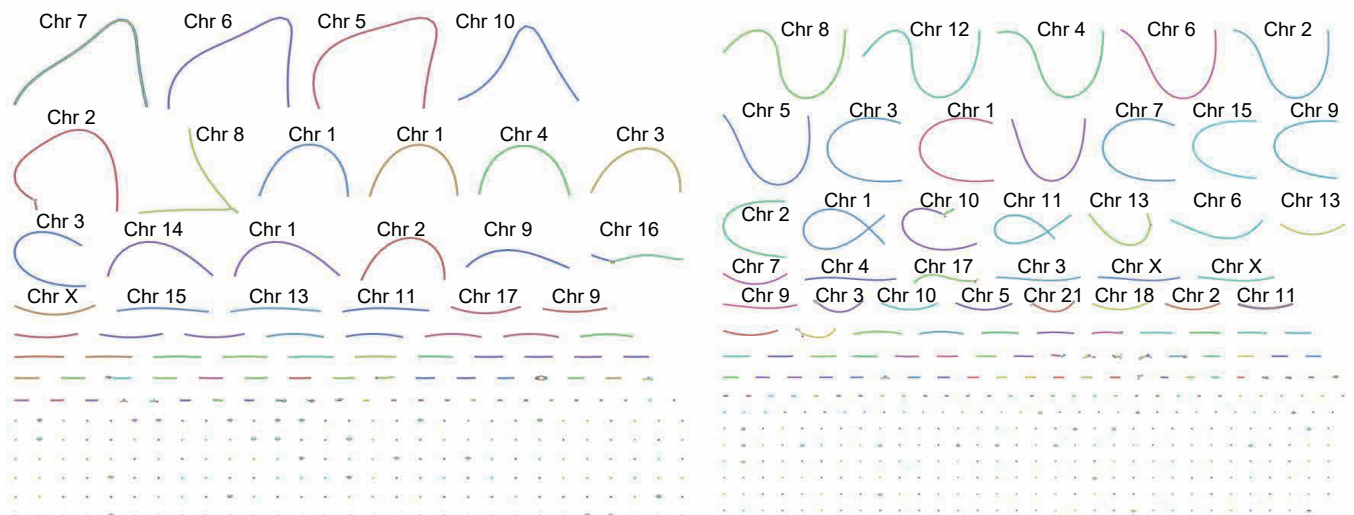 Chr 7 Chr 6 Chr 5 Chr 10
Chr 2 Chr 8 Chr 1 Chr 1 Chr 4 Chr 3
Chr 3 Chr 14 Chr 1 Chr 2 Chr 9 Chr 16
Chr X Chr 15 Chr 13 Chr 11 Chr 17 Chr 9
Chr 8 Chr 12 Chr 4 Chr 6 Chr 2
Chr 5 Chr 3 Chr 1 Chr 7 Chr 15 Chr 9
Chr 2 Chr 1 Chr 10 Chr 11 Chr 13 Chr 6 Chr 13
Chr 7 Chr 4 Chr 17 Chr 3 Chr X Chr X
Chr 9 Chr 3 Chr 10 Chr 5 Chr 21 Chr 18 Chr 2 Chr 11